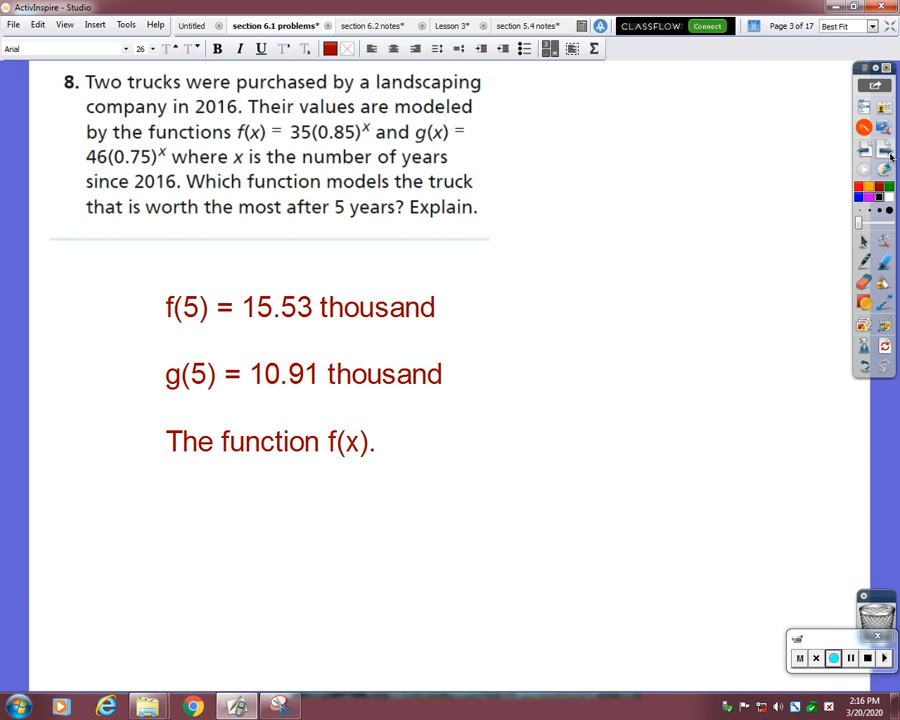 ActivInspire - Studio
File Edit View Insert Tools Help
Untitled section 6.1 problems* section 6.2 notes* Lesson 3* section 5.4 notes* CLASSFLOW Connect Page 3 of 17 Best Fit
Arial 26 B I U
8. Two trucks were purchased by a landscaping
company in 2016. Their values are modeled
by the functions f(x) = 35(0.85)ˣ and g(x) =
46(0.75)ˣ where x is the number of years
since 2016. Which function models the truck
that is worth the most after 5 years? Explain.
f(5) = 15.53 thousand
g(5) = 10.91 thousand
The function f(x).
M
2:16 PM
3/20/2020